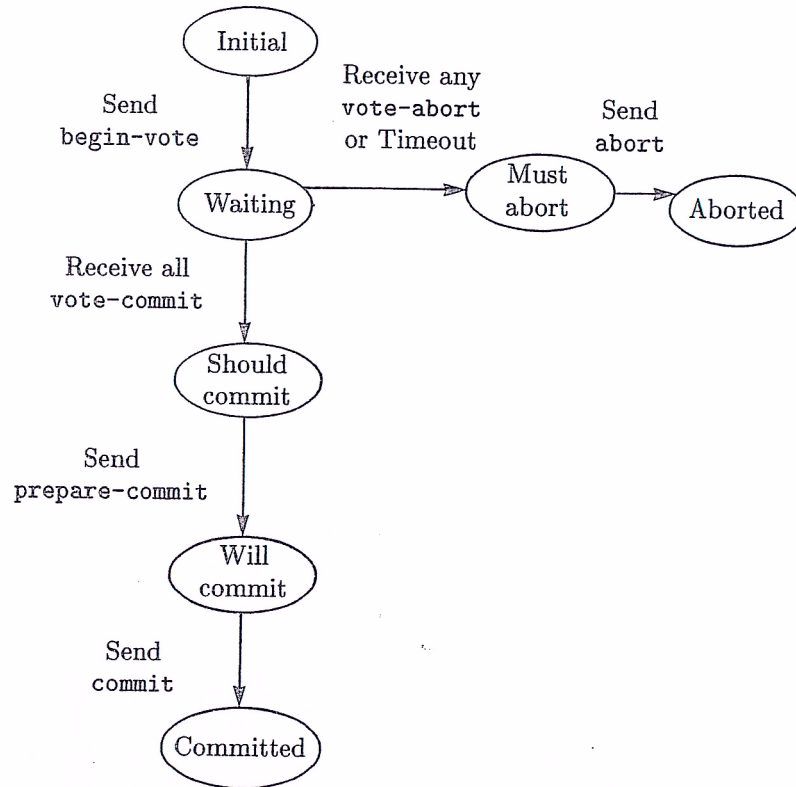 Initial
Send
begin-vote
Receive any
vote-abort
or Timeout
Send
abort
Waiting
Must
abort
Aborted
Receive all
vote-commit
Should
commit
Send
prepare-commit
Will
commit
Send
commit
Committed